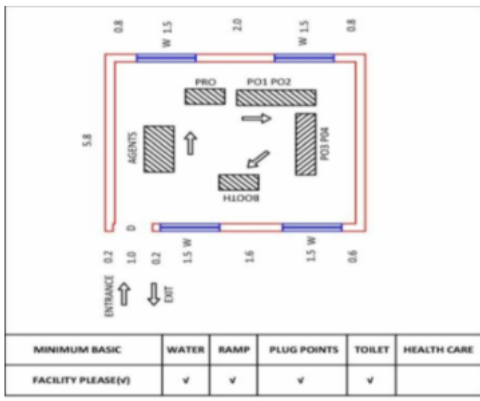 0.8 W 1.5 2.0 W 1.5 0.8
PRO PO1 PO2
5.8 AGENTS PO3 P04
BOOTH
0.2 1.0 D 0.2 1.5 W 1.6 1.5 W 0.6
ENTRANCE EXIT
MINIMUM BASIC WATER RAMP PLUG POINTS TOILET HEALTH CARE
FACILITY PLEASE(√) √ √ √ √